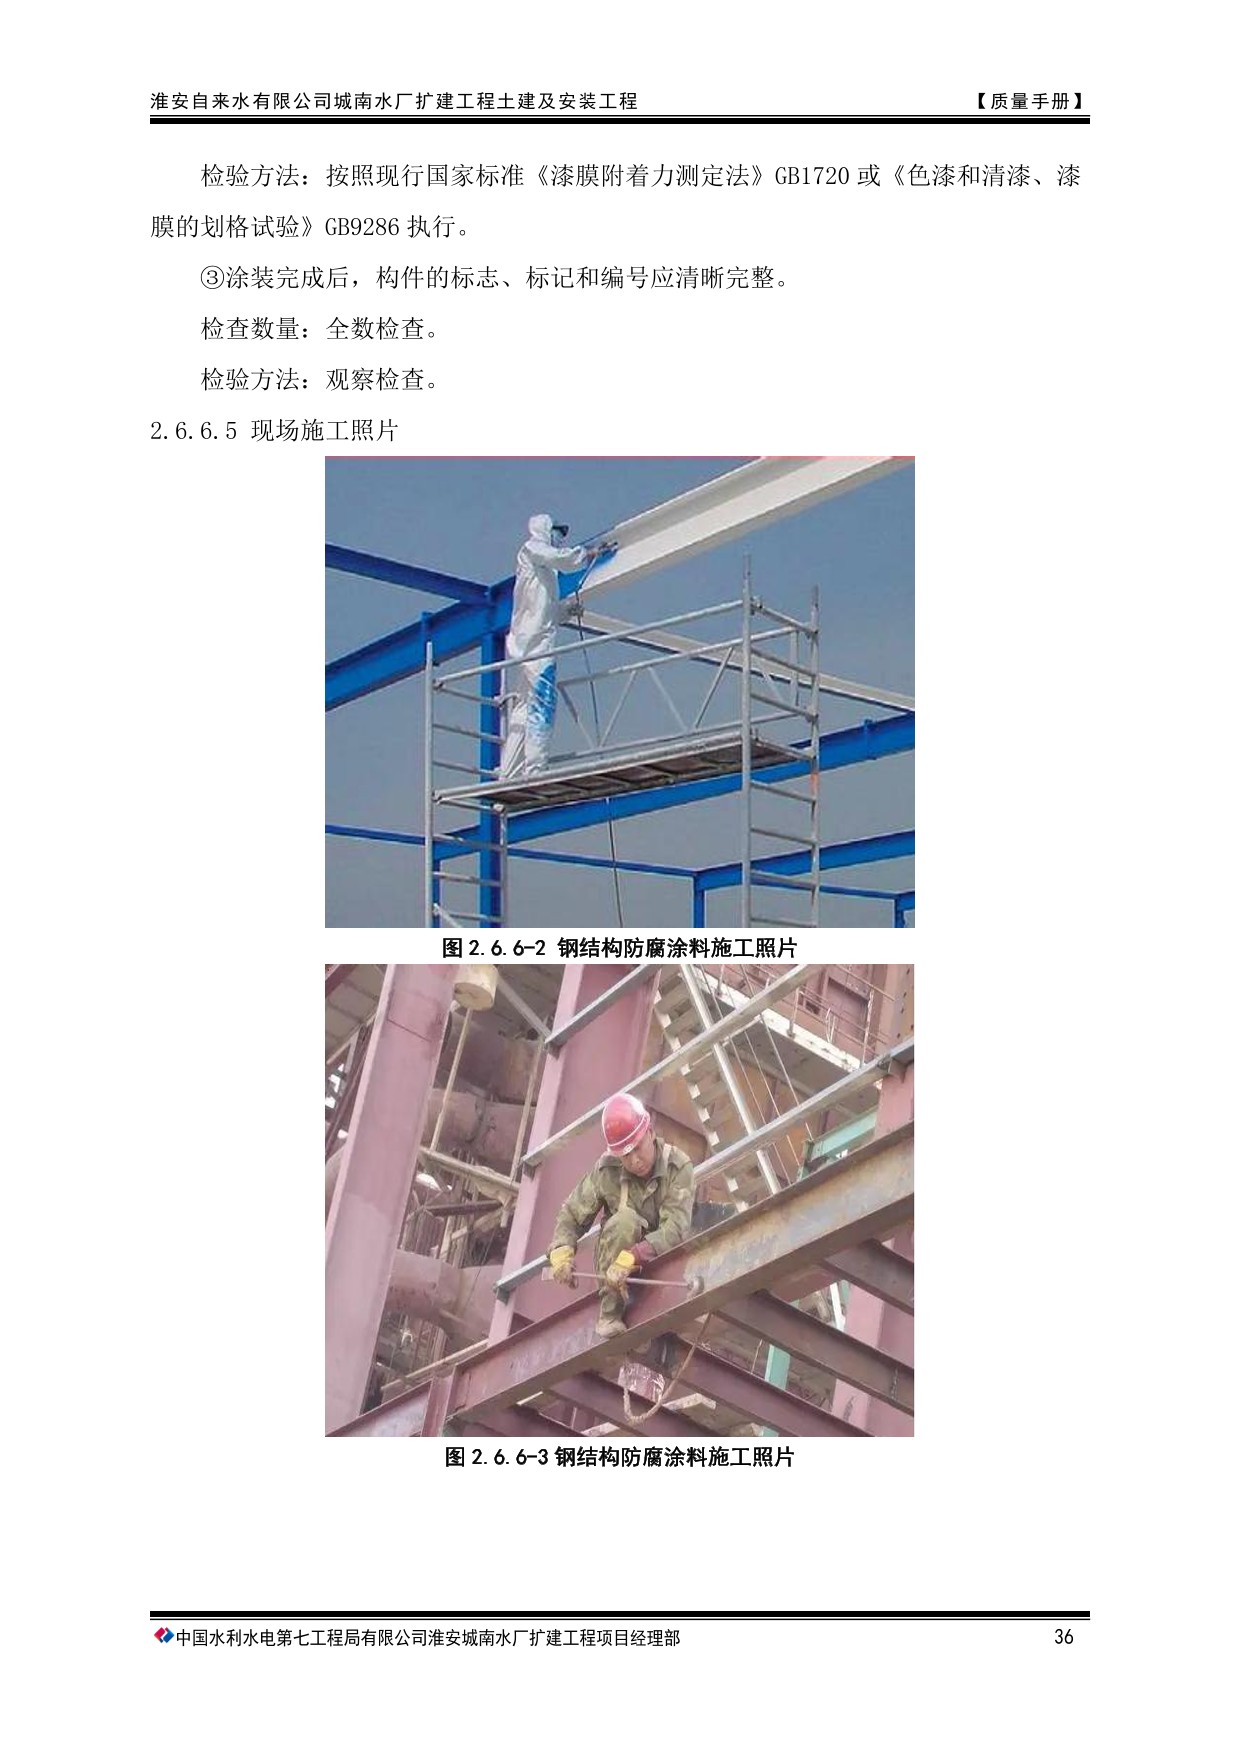 淮安自来水有限公司城南水厂扩建工程土建及安装工程 【质量手册】
检验方法：按照现行国家标准《漆膜附着力测定法》GB1720 或《色漆和清漆、漆
膜的划格试验》GB9286 执行。
③涂装完成后，构件的标志、标记和编号应清晰完整。
检查数量：全数检查。
检验方法：观察检查。
2.6.6.5 现场施工照片
图 2.6.6-2 钢结构防腐涂料施工照片
图 2.6.6-3 钢结构防腐涂料施工照片
中国水利水电第七工程局有限公司淮安城南水厂扩建工程项目经理部 36